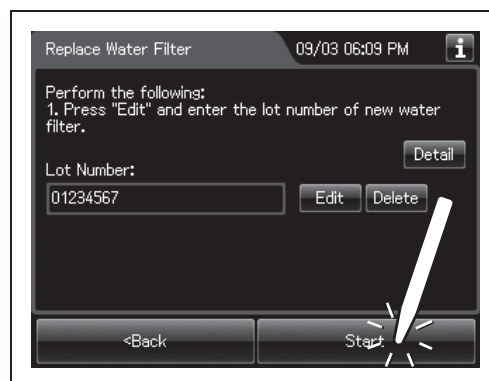 Replace Water Filter 09/03 06:09 PM i
Perform the following:
1. Press "Edit" and enter the lot number of new water
filter.
Detail
Lot Number:
01234567 Edit Delete
<Back Start